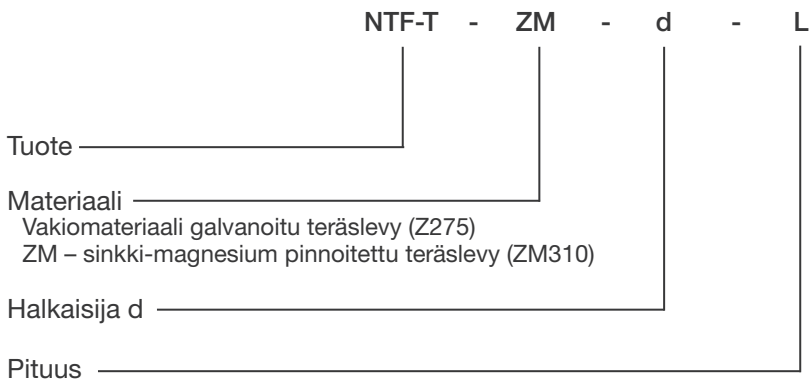 NTF-T - ZM - d - L
Tuote
Materiaali
Vakiomateriaali galvanoitu teräslevy (Z275)
ZM – sinkki-magnesium pinnoitettu teräslevy (ZM310)
Halkaisija d
Pituus